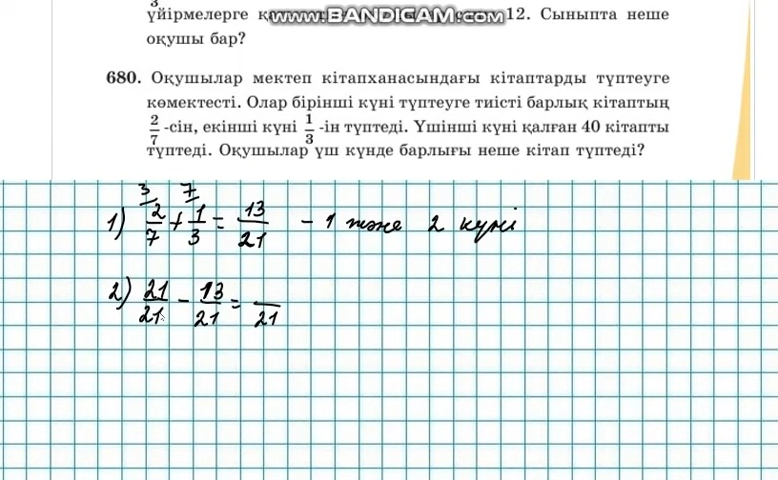 3
үйірмелерге 12. Сыныпта неше
www.BANDICAM.com
оқушы бар?
680. Оқушылар мектеп кітапханасындағы кітаптарды түптеуге
көмектесті. Олар бірінші күні түптеуге тиісті барлық кітаптың
2/7 -сін, екінші күні 1/3 -ін түптеді. Үшінші күні қалған 40 кітапты
түптеді. Оқушылар үш күнде барлығы неше кітап түптеді?
3 7
1) 2/7 + 1/3 = 13/21 - 1 және 2 күні
2) 21/21 - 13/21 = /21